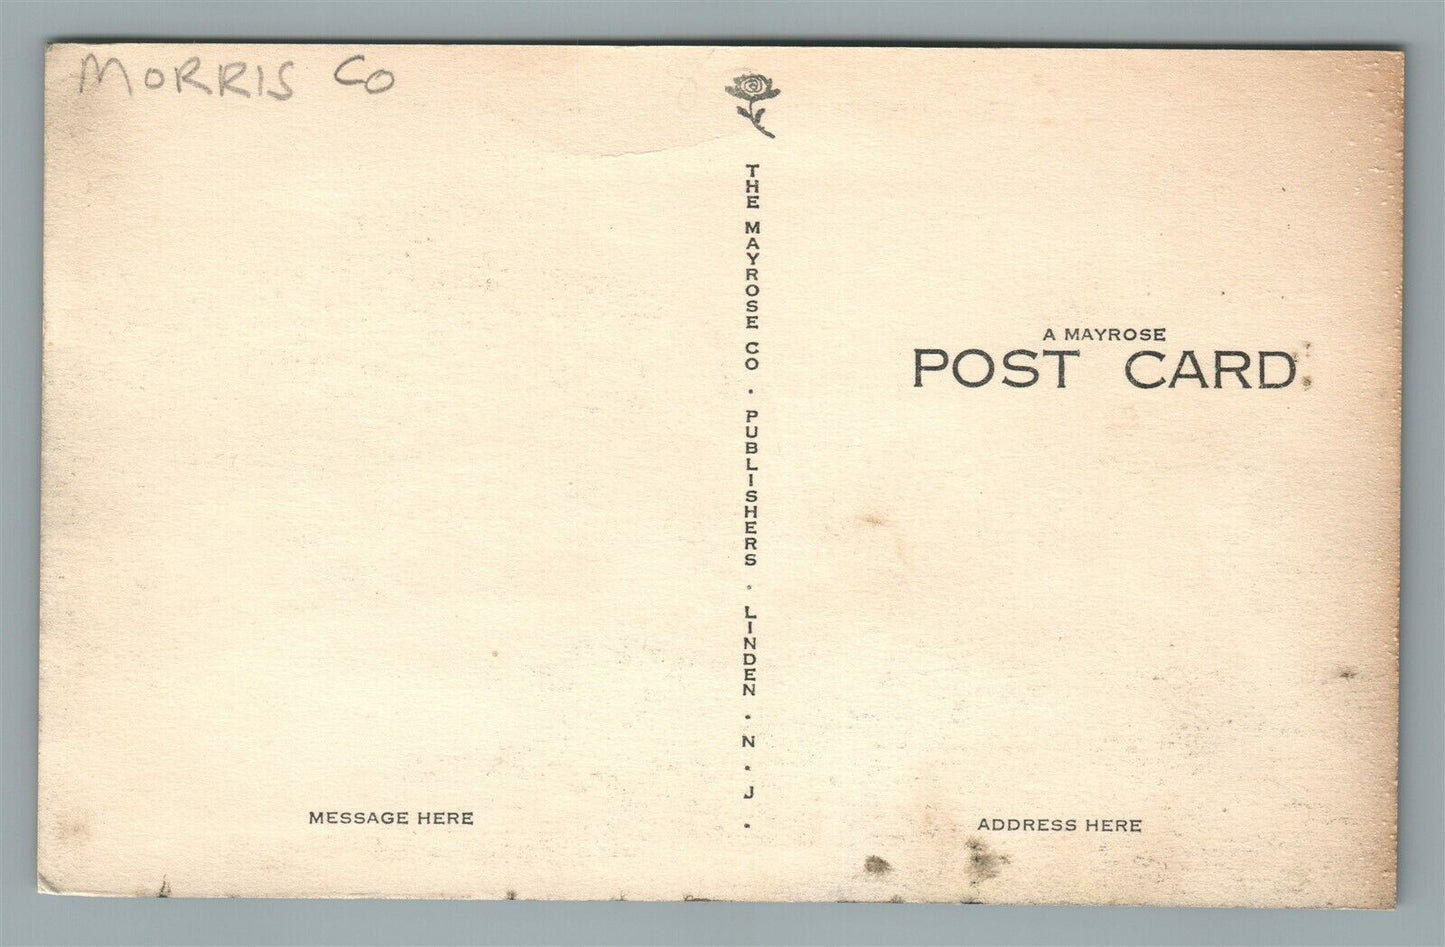 MORRIS CO
THE MAYROSE CO . PUBLISHERS . LINDEN . N . J .
A MAYROSE
POST CARD
MESSAGE HERE
ADDRESS HERE